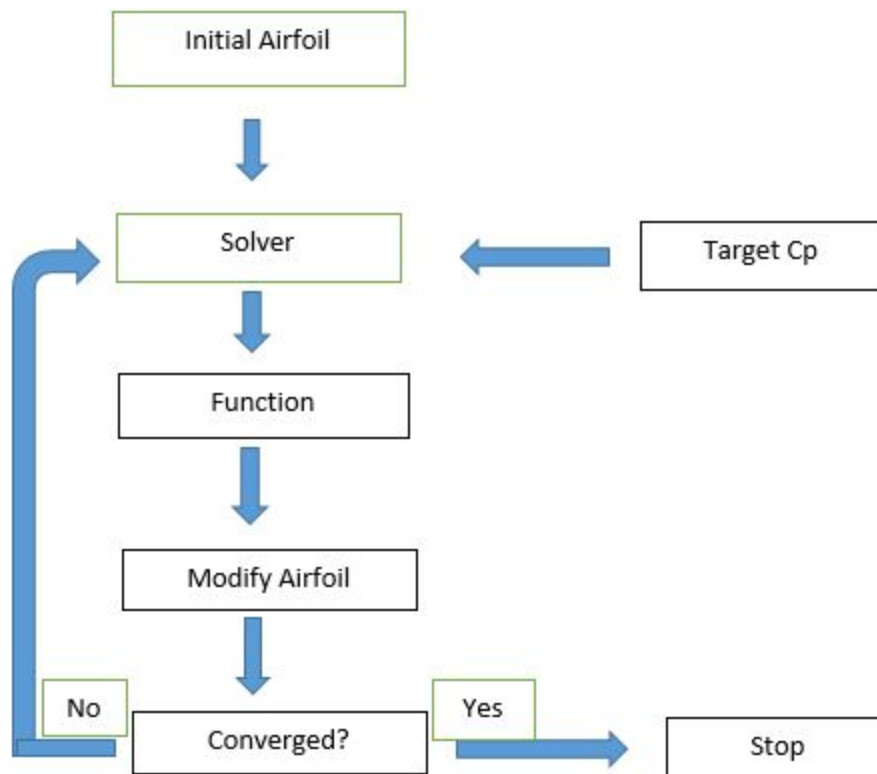 Initial Airfoil
Solver
Target Cp
Function
Modify Airfoil
No
Yes
Converged?
Stop